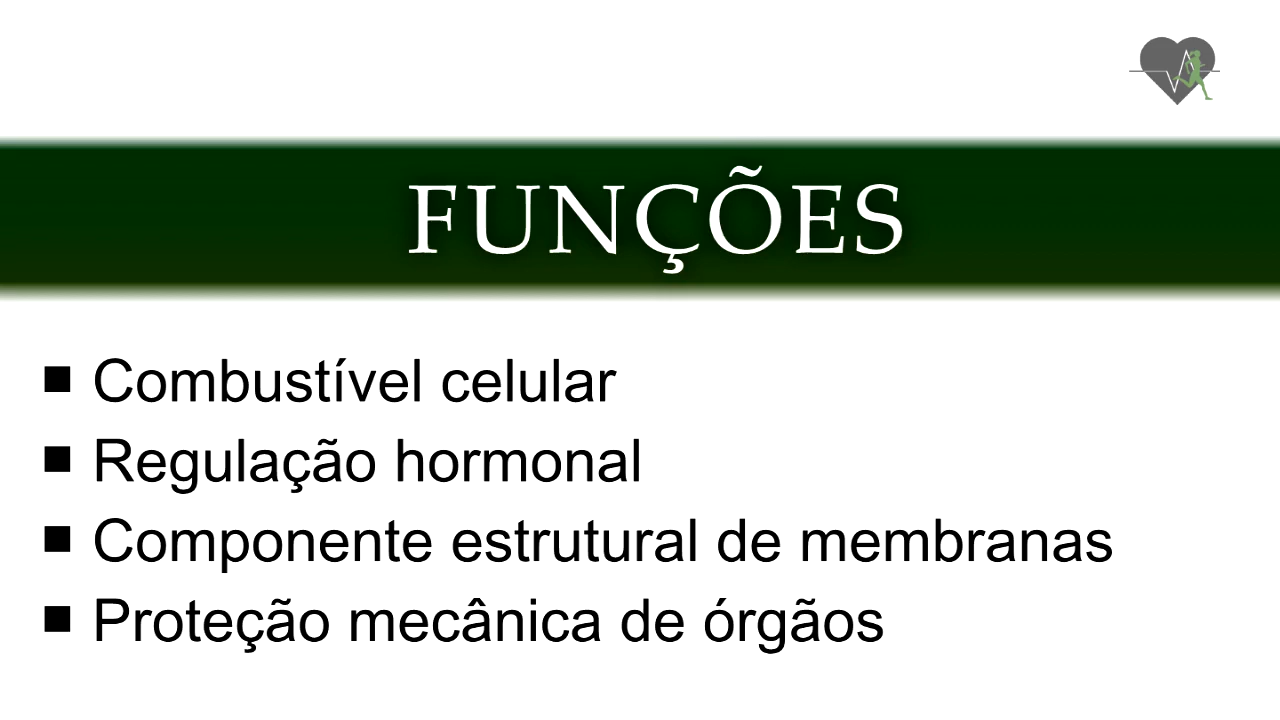 FUNÇÕES
■ Combustível celular
■ Regulação hormonal
■ Componente estrutural de membranas
■ Proteção mecânica de órgãos